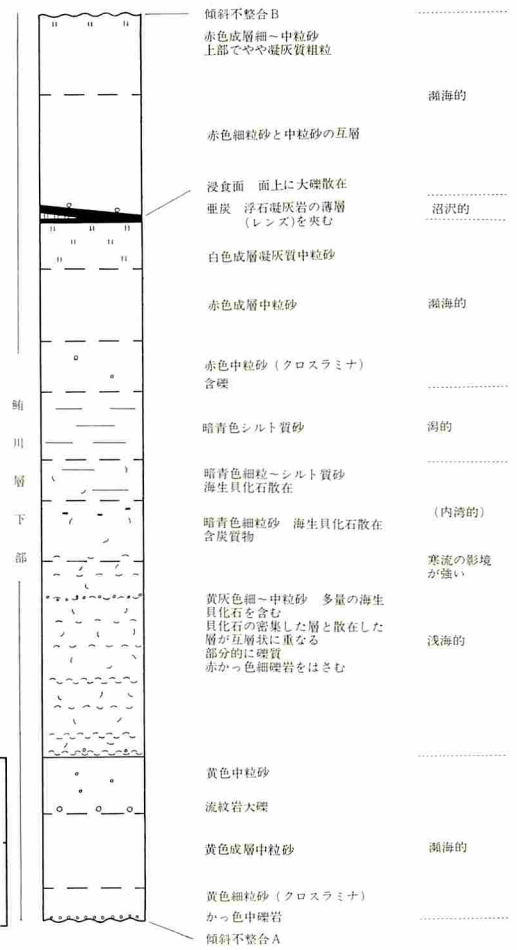 傾斜不整合B
赤色成層細~中粒砂
上部でやや凝灰質粗粒
瀕海的
赤色細粒砂と中粒砂の互層
浸食面 面上に大礫散在
亜炭 浮石凝灰岩の薄層
(レンズ)を夾む
沼沢的
白色成層凝灰質中粒砂
赤色成層中粒砂
瀕海的
赤色中粒砂(クロスラミナ)
含礫
鮪川層下部
暗青色シルト質砂
潟的
暗青色細粒~シルト質砂
海生貝化石散在
(内湾的)
暗青色細粒砂 海生貝化石散在
含炭質物
寒流の影境
が強い
黄灰色細~中粒砂 多量の海生
貝化石を含む
貝化石の密集した層と散在した
層が互層状に重なる
部分的に礫質
赤かっ色細礫岩をはさむ
浅海的
黄色中粒砂
流紋岩大礫
黄色成層中粒砂
瀕海的
黄色細粒砂(クロスラミナ)
かっ色中礫岩
傾斜不整合A